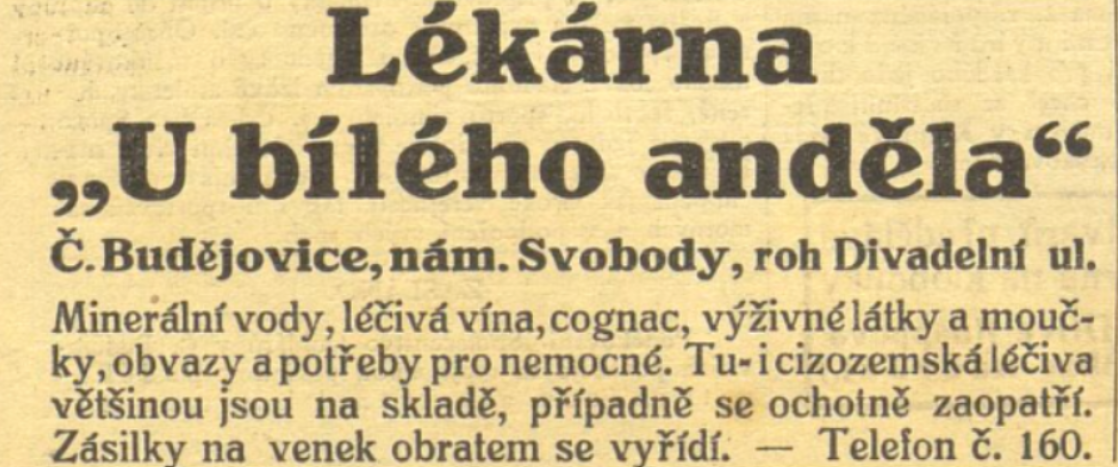 Lékárna
„U bílého anděla“
Č. Budějovice, nám. Svobody, roh Divadelní ul.
Minerální vody, léčivá vína, cognac, výživné látky a mouč-
ky, obvazy a potřeby pro nemocné. Tu- i cizozemská léčiva
většinou jsou na skladě, případně se ochotně zaopatří.
Zásilky na venek obratem se vyřídí. — Telefon č. 160.